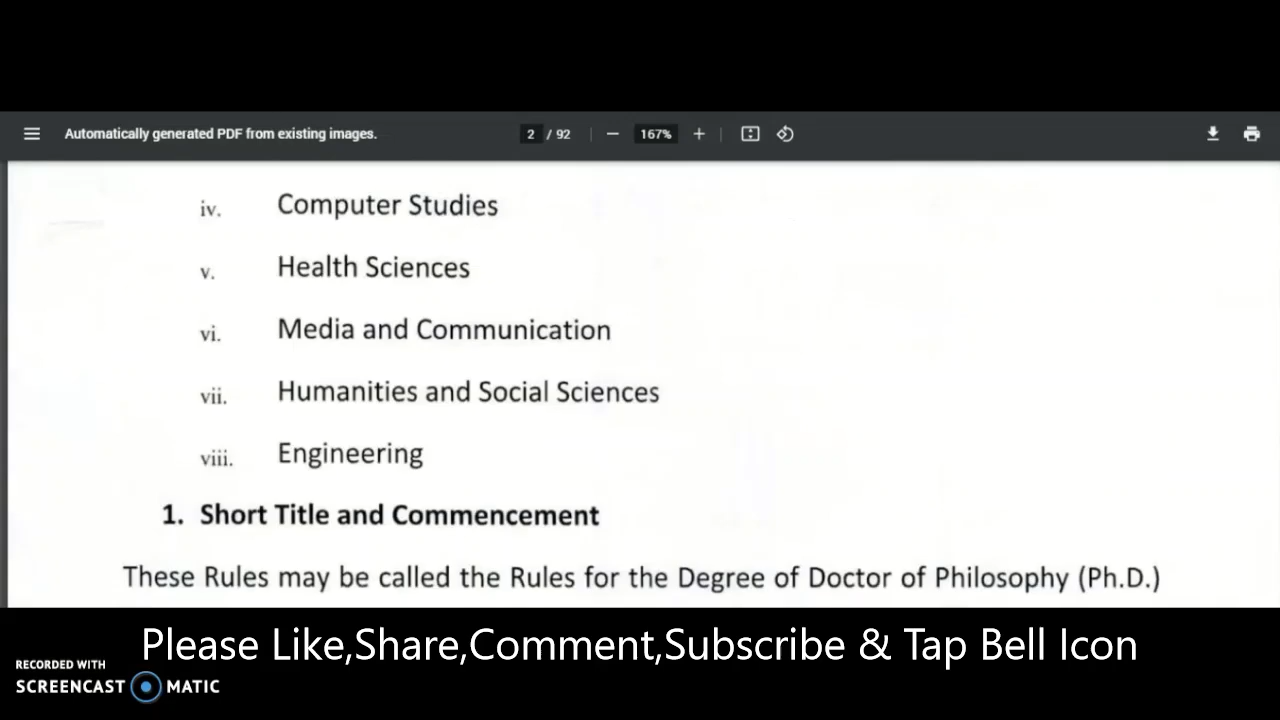 Automatically generated PDF from existing images. 2 / 92 167%
iv. Computer Studies
v. Health Sciences
vi. Media and Communication
vii. Humanities and Social Sciences
viii. Engineering
1. Short Title and Commencement
These Rules may be called the Rules for the Degree of Doctor of Philosophy (Ph.D.)
Please Like,Share,Comment,Subscribe & Tap Bell Icon
RECORDED WITH
SCREENCAST MATIC